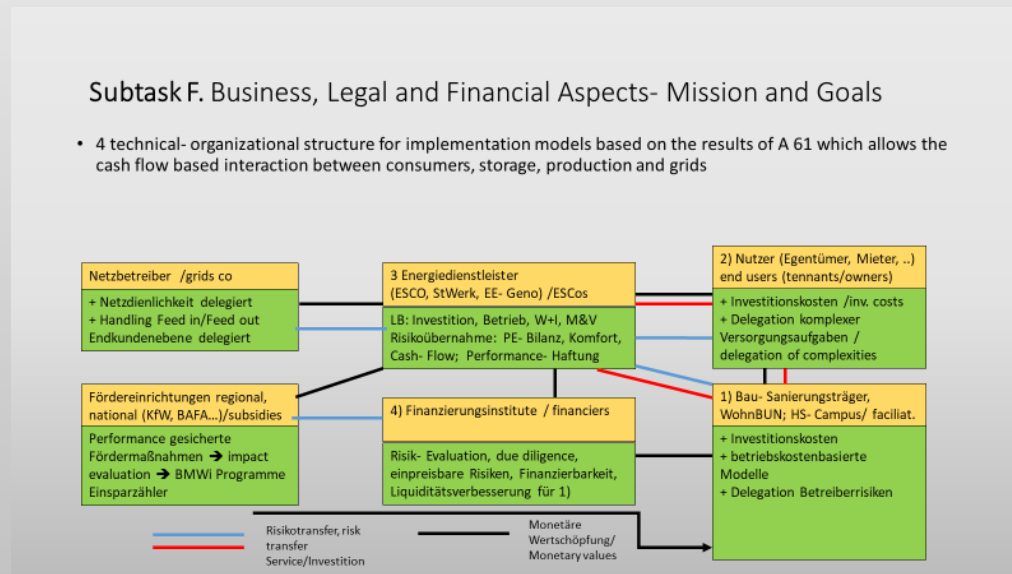 Subtask F. Business, Legal and Financial Aspects- Mission and Goals
• 4 technical- organizational structure for implementation models based on the results of A 61 which allows the
cash flow based interaction between consumers, storage, production and grids
Netzbetreiber /grids co
+ Netzdienlichkeit delegiert
+ Handling Feed in/Feed out
Endkundenebene delegiert
3 Energiedienstleister
(ESCO, StWerk, EE- Geno) /ESCos
LB: Investition, Betrieb, W+I, M&V
Risikoübernahme: PE- Bilanz, Komfort,
Cash- Flow; Performance- Haftung
2) Nutzer (Egentümer, Mieter, ..)
end users (tennants/owners)
+ Investitionskosten /inv. costs
+ Delegation komplexer
Versorgungsaufgaben /
delegation of complexities
Fördereinrichtungen regional,
national (KfW, BAFA...)/subsidies
Performance gesicherte
Fördermaßnahmen ➔ impact
evaluation ➔ BMWi Programme
Einsparzähler
4) Finanzierungsinstitute / financiers
Risik- Evaluation, due diligence,
einpreisbare Risiken, Finanzierbarkeit,
Liquiditätsverbesserung für 1)
1) Bau- Sanierungsträger,
WohnBUN; HS- Campus/ faciliat.
+ Investitionskosten
+ betriebskostenbasierte
Modelle
+ Delegation Betreiberrisiken
Risikotransfer, risk
transfer
Service/Investition
Monetäre
Wertschöpfung/
Monetary values